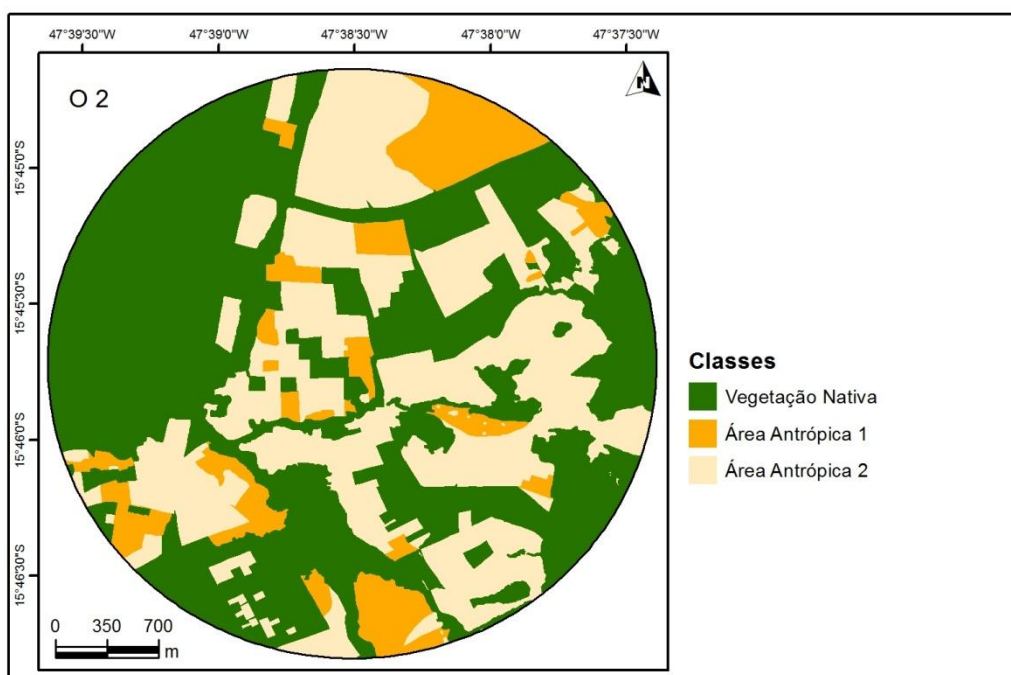 47°39'30"W 47°39'0"W 47°38'30"W 47°38'0"W 47°37'30"W
O 2
N
15°45'0"S
15°45'30"S
15°46'0"S
15°46'30"S
Classes
Vegetação Nativa
Área Antrópica 1
Área Antrópica 2
0 350 700
m